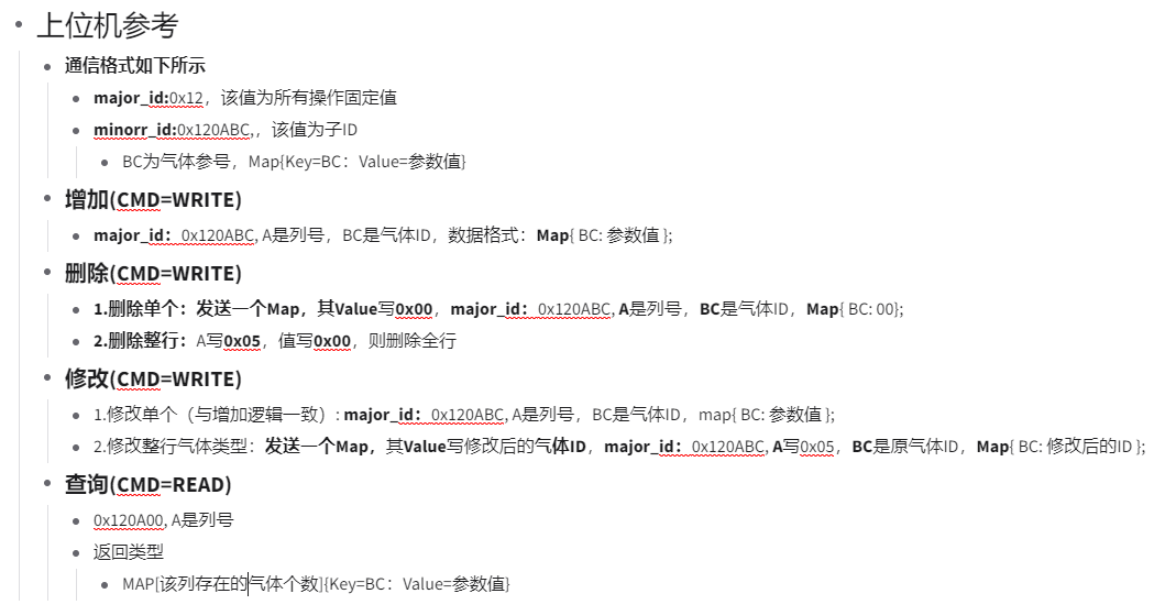 上位机参考
通信格式如下所示
major_id:0x12，该值为所有操作固定值
minorr_id:0x120ABC,，该值为子ID
BC为气体参号，Map{Key=BC：Value=参数值}
增加(CMD=WRITE)
major_id：0x120ABC, A是列号，BC是气体ID，数据格式：Map{ BC: 参数值 };
删除(CMD=WRITE)
1.删除单个：发送一个Map，其Value写0x00，major_id：0x120ABC, A是列号，BC是气体ID，Map{ BC: 00};
2.删除整行：A写0x05，值写0x00，则删除全行
修改(CMD=WRITE)
1.修改单个（与增加逻辑一致）: major_id：0x120ABC, A是列号，BC是气体ID，map{ BC: 参数值 };
2.修改整行气体类型：发送一个Map，其Value写修改后的气体ID，major_id：0x120ABC, A写0x05，BC是原气体ID，Map{ BC: 修改后的ID };
查询(CMD=READ)
0x120A00, A是列号
返回类型
MAP[该列存在的气体个数]{Key=BC：Value=参数值}